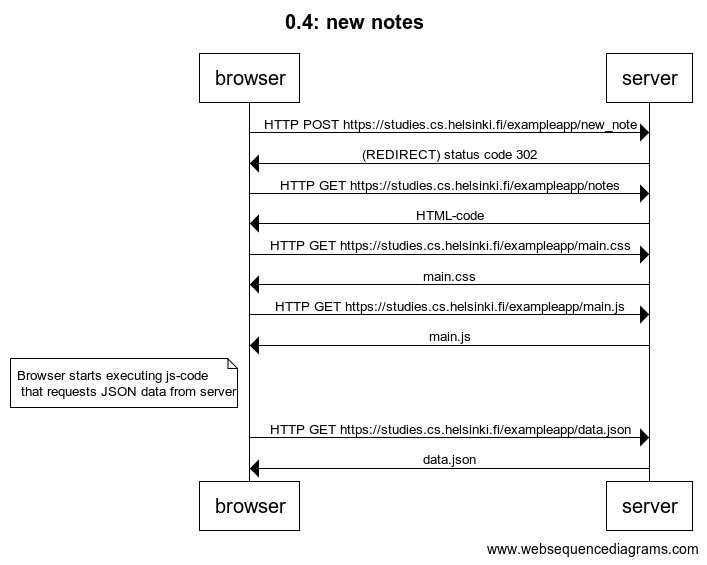 0.4: new notes
browser
server
HTTP POST https://studies.cs.helsinki.fi/exampleapp/new_note
(REDIRECT) status code 302
HTTP GET https://studies.cs.helsinki.fi/exampleapp/notes
HTML-code
HTTP GET https://studies.cs.helsinki.fi/exampleapp/main.css
main.css
HTTP GET https://studies.cs.helsinki.fi/exampleapp/main.js
main.js
Browser starts executing js-code
that requests JSON data from server
HTTP GET https://studies.cs.helsinki.fi/exampleapp/data.json
data.json
browser
server
www.websequencediagrams.com